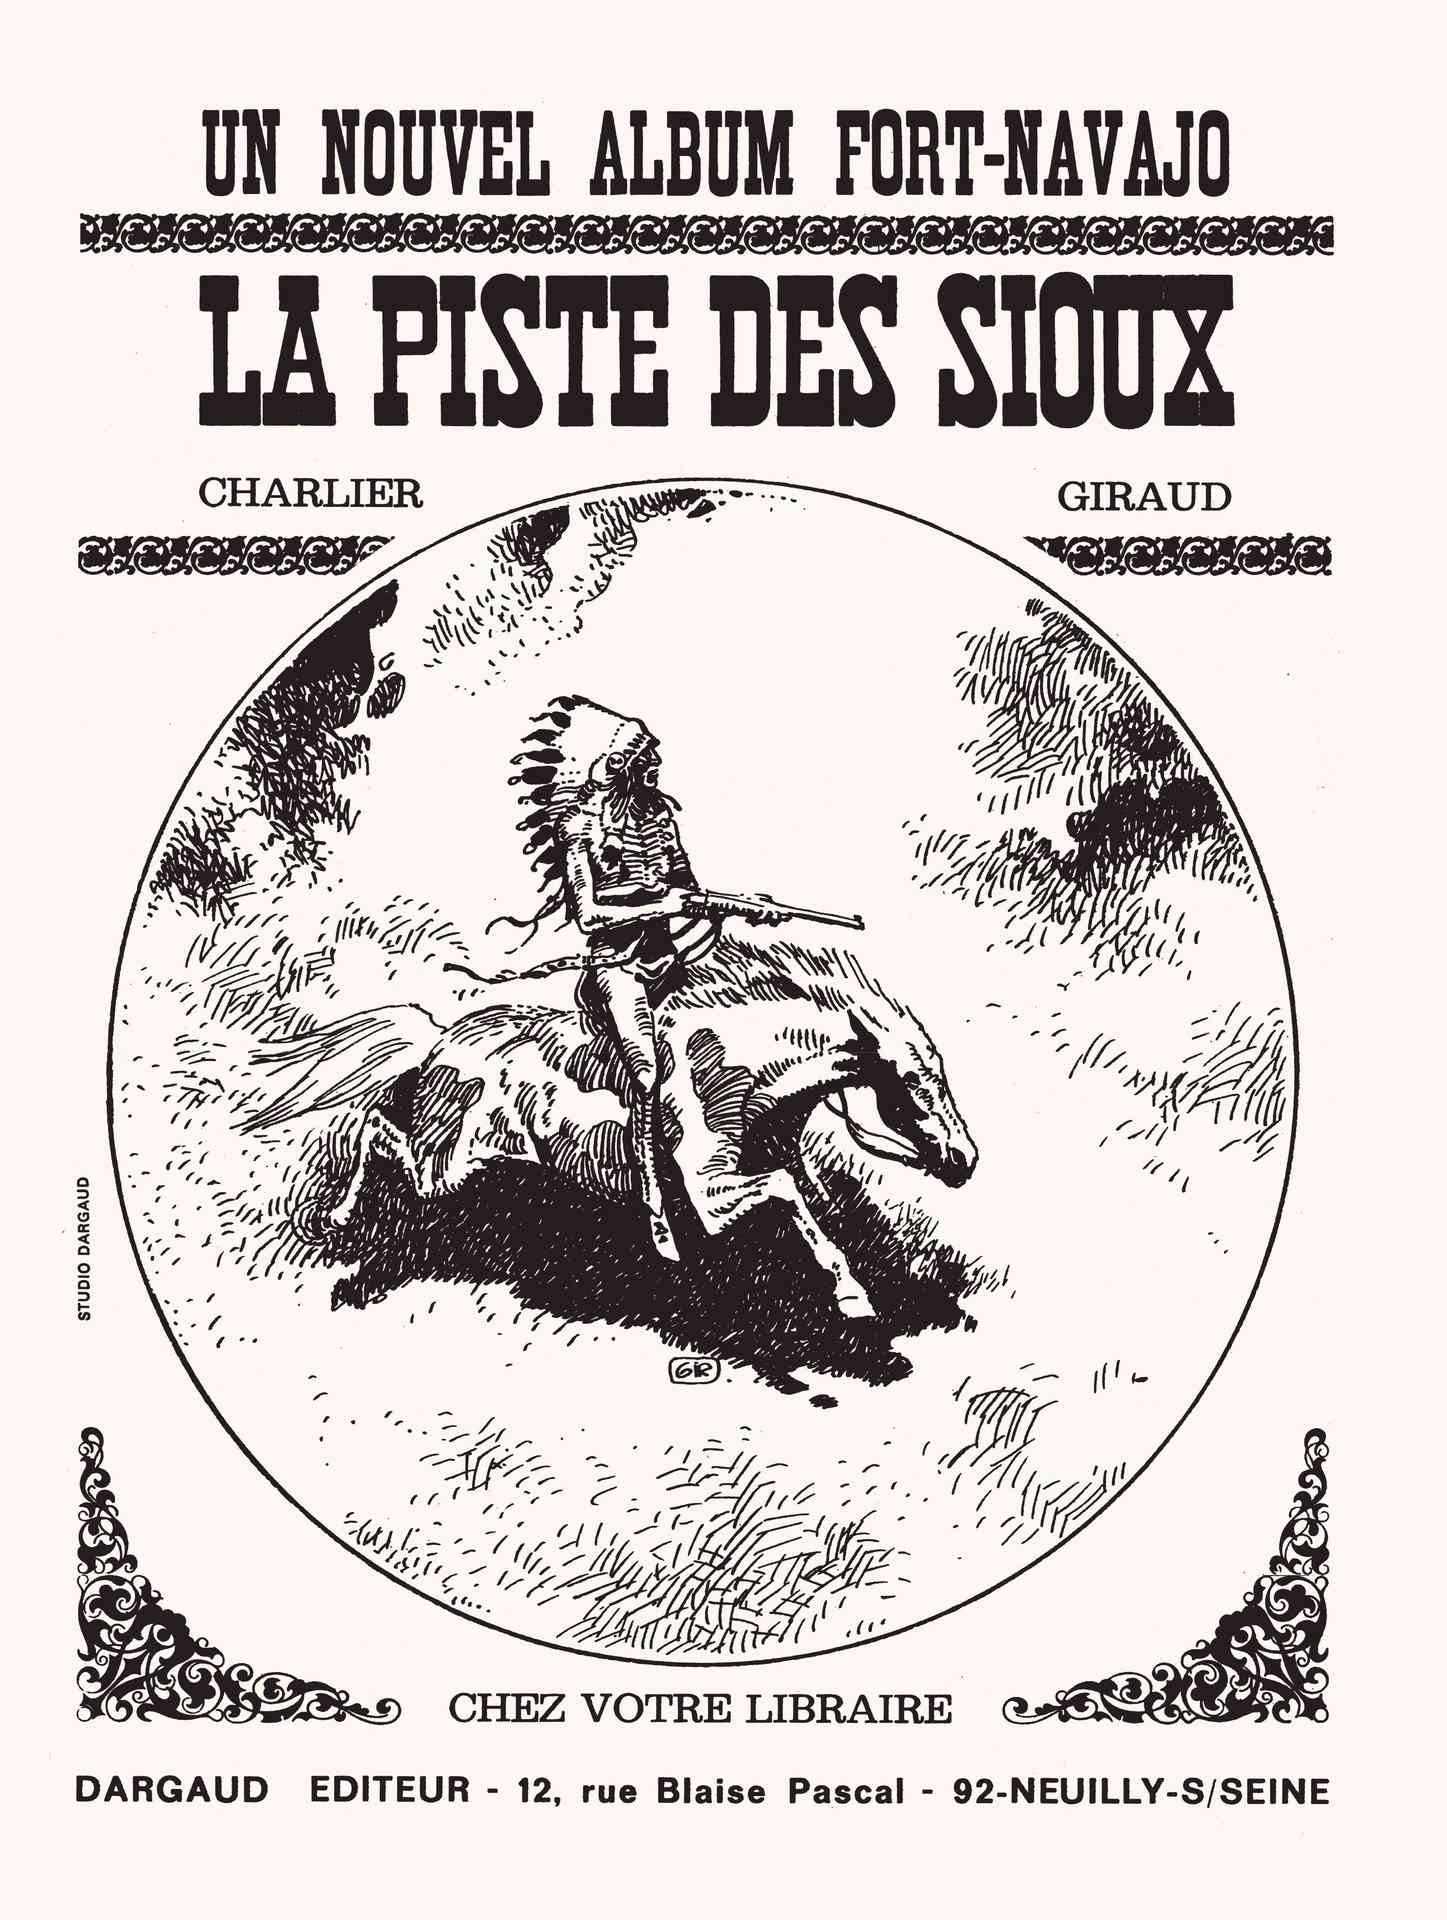 UN NOUVEL ALBUM FORT-NAVAJO
LA PISTE DES SIOUX
CHARLIER
GIRAUD
STUDIO DARGAUD
GIR
CHEZ VOTRE LIBRAIRE
DARGAUD EDITEUR - 12, rue Blaise Pascal - 92-NEUILLY-S/SEINE